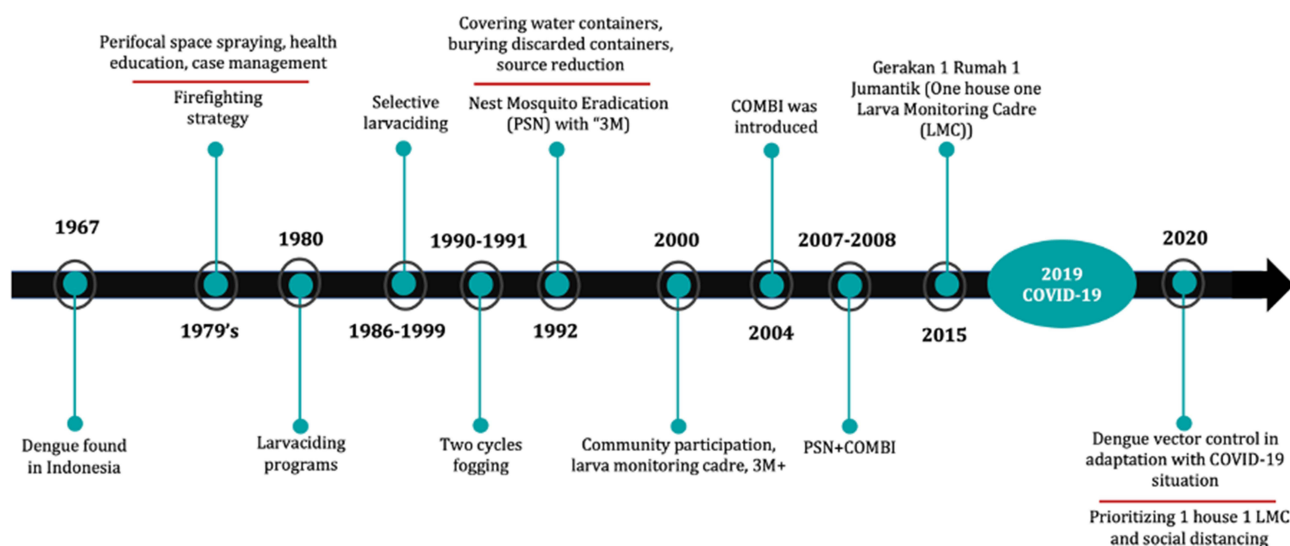 Perifocal space spraying, health
education, case management
Firefighting
strategy
Selective
larvaciding
Covering water containers,
burying discarded containers,
source reduction
Nest Mosquito Eradication
(PSN) with “3M)
COMBI was
introduced
Gerakan 1 Rumah 1
Jumantik (One house one
Larva Monitoring Cadre
(LMC))
1967
1980
1990-1991
2000
2007-2008
2019
COVID-19
2020
1979’s
1986-1999
1992
2004
2015
Dengue found
in Indonesia
Larvaciding
programs
Two cycles
fogging
Community participation,
larva monitoring cadre, 3M+
PSN+COMBI
Dengue vector control in
adaptation with COVID-19
situation
Prioritizing 1 house 1 LMC
and social distancing